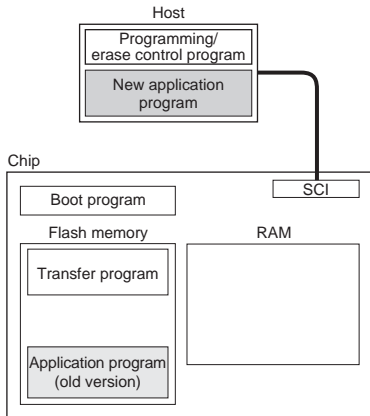 Host
Programming/
erase control program
New application
program
Chip
SCI
Boot program
Flash memory
RAM
Transfer program
Application program
(old version)